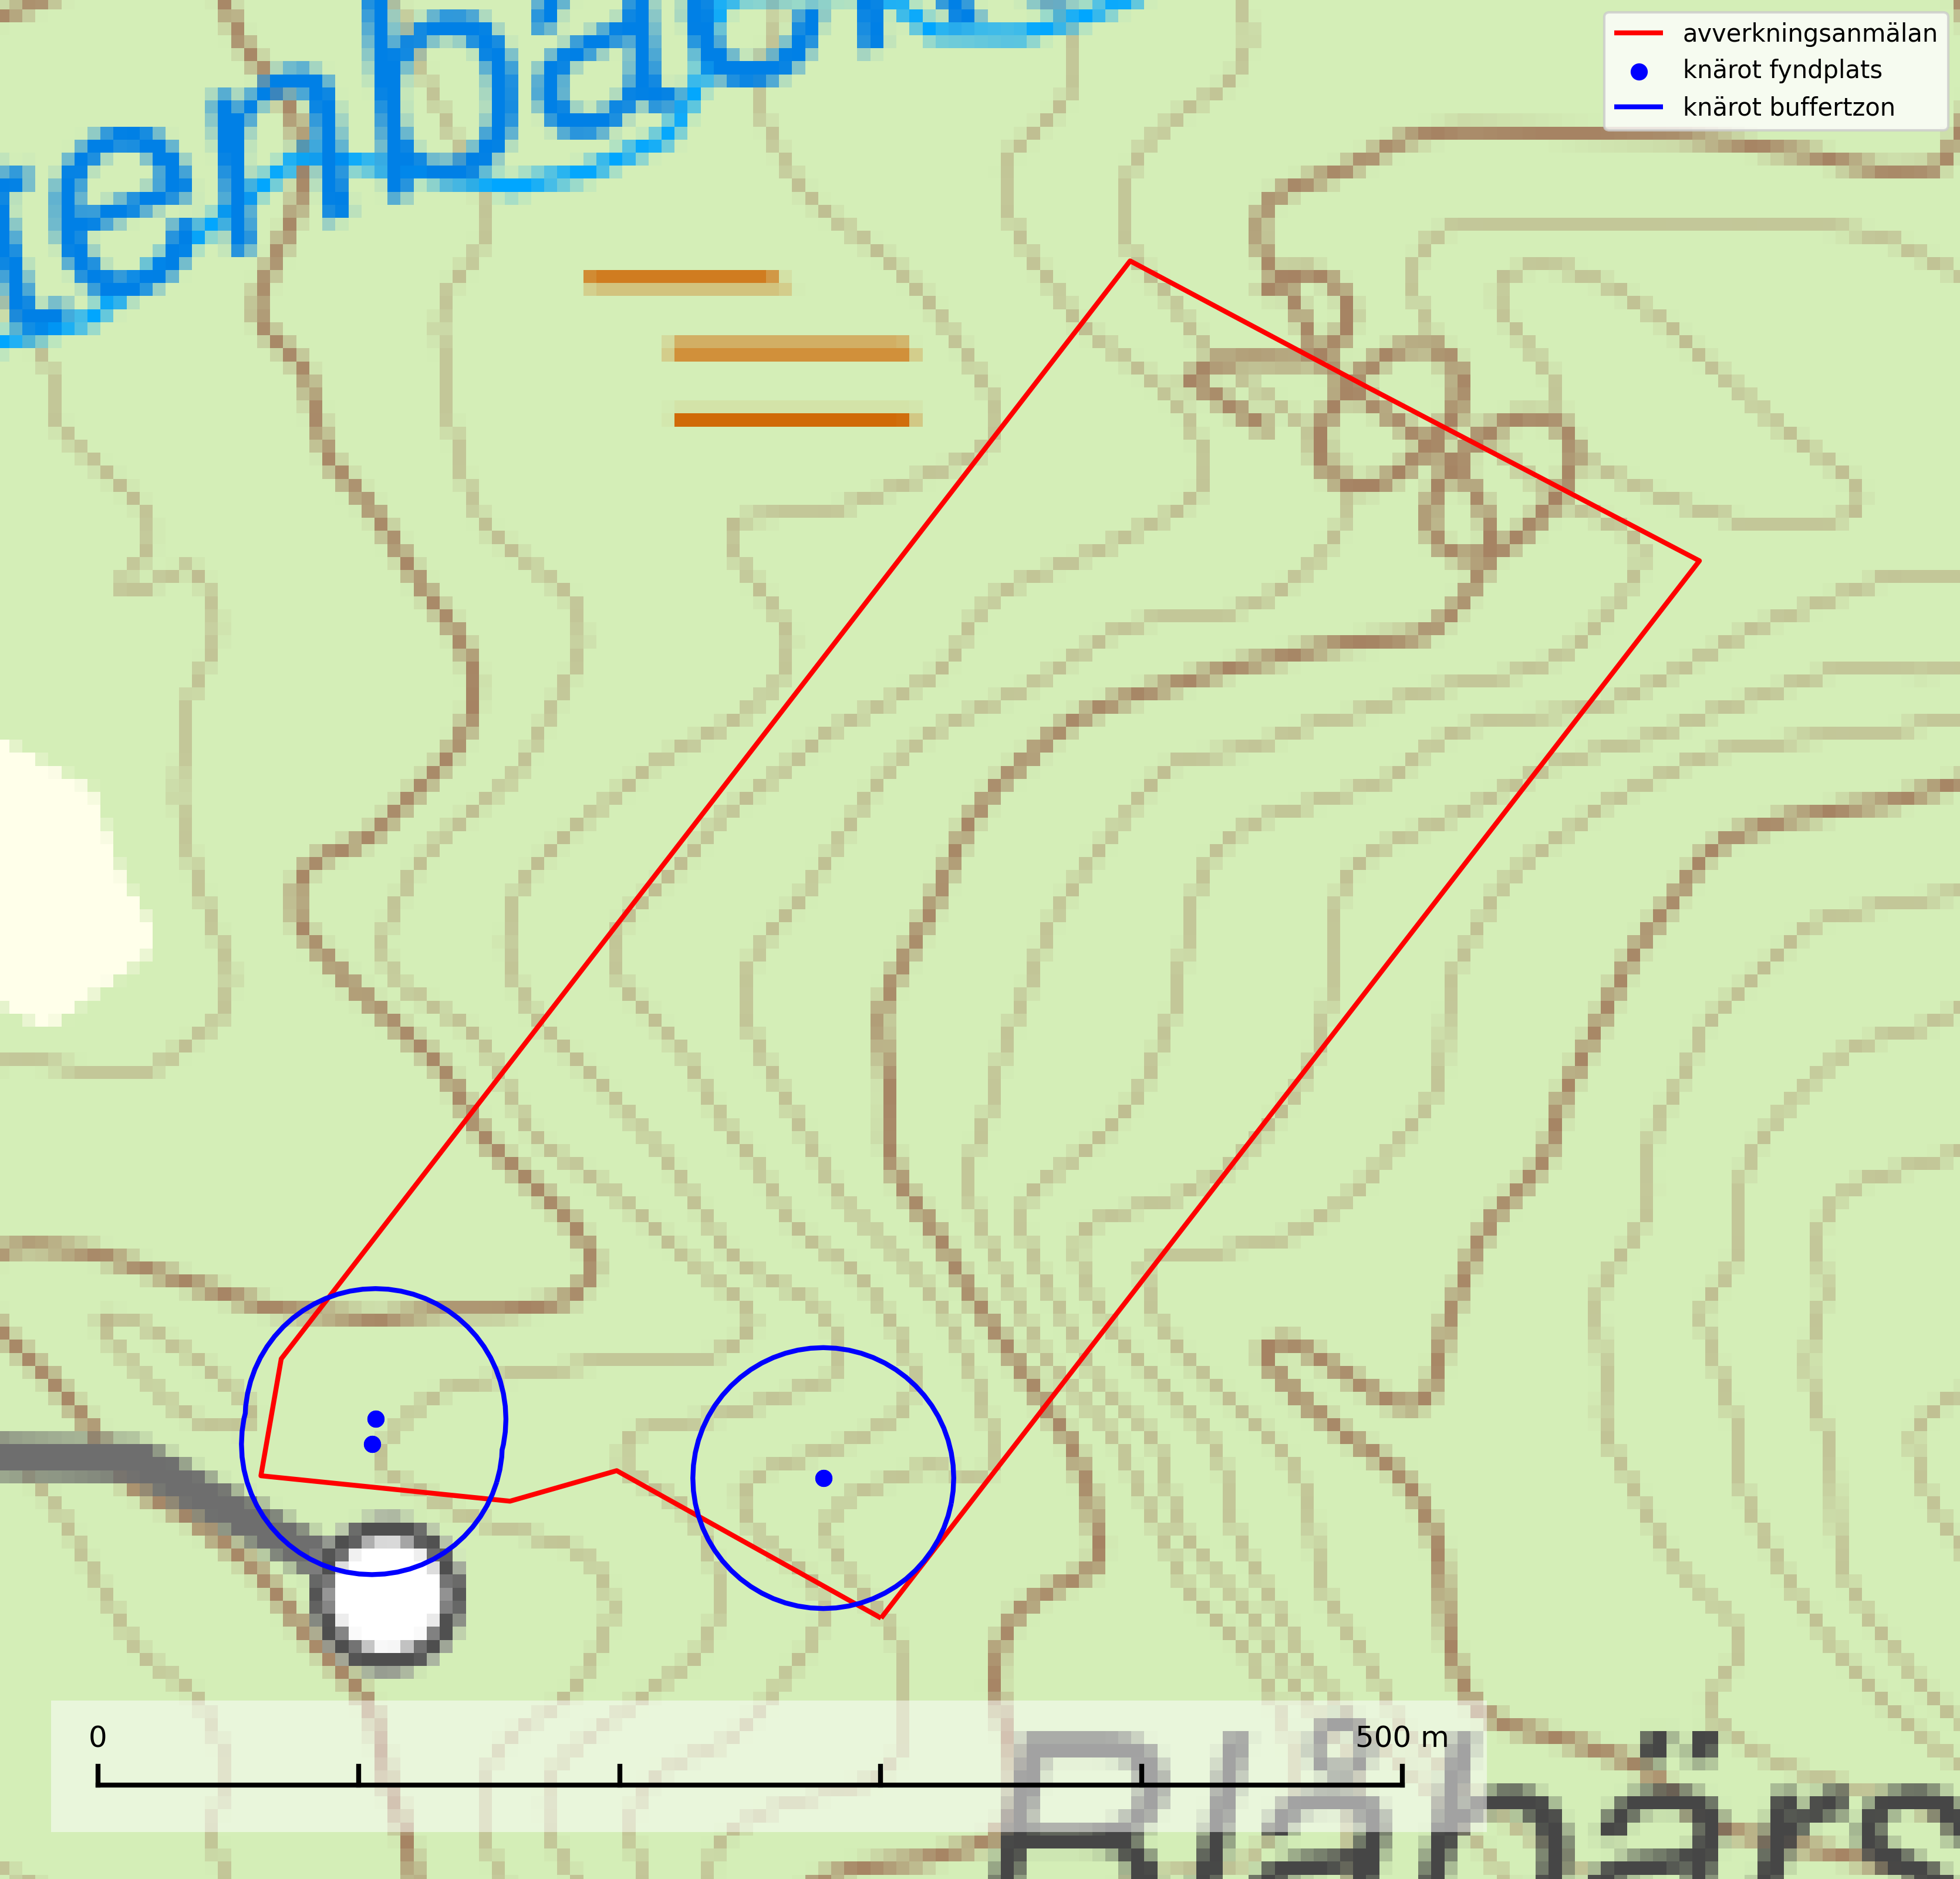 avverkningsanmälan
knärot fyndplats
knärot buffertzon
0
500 m